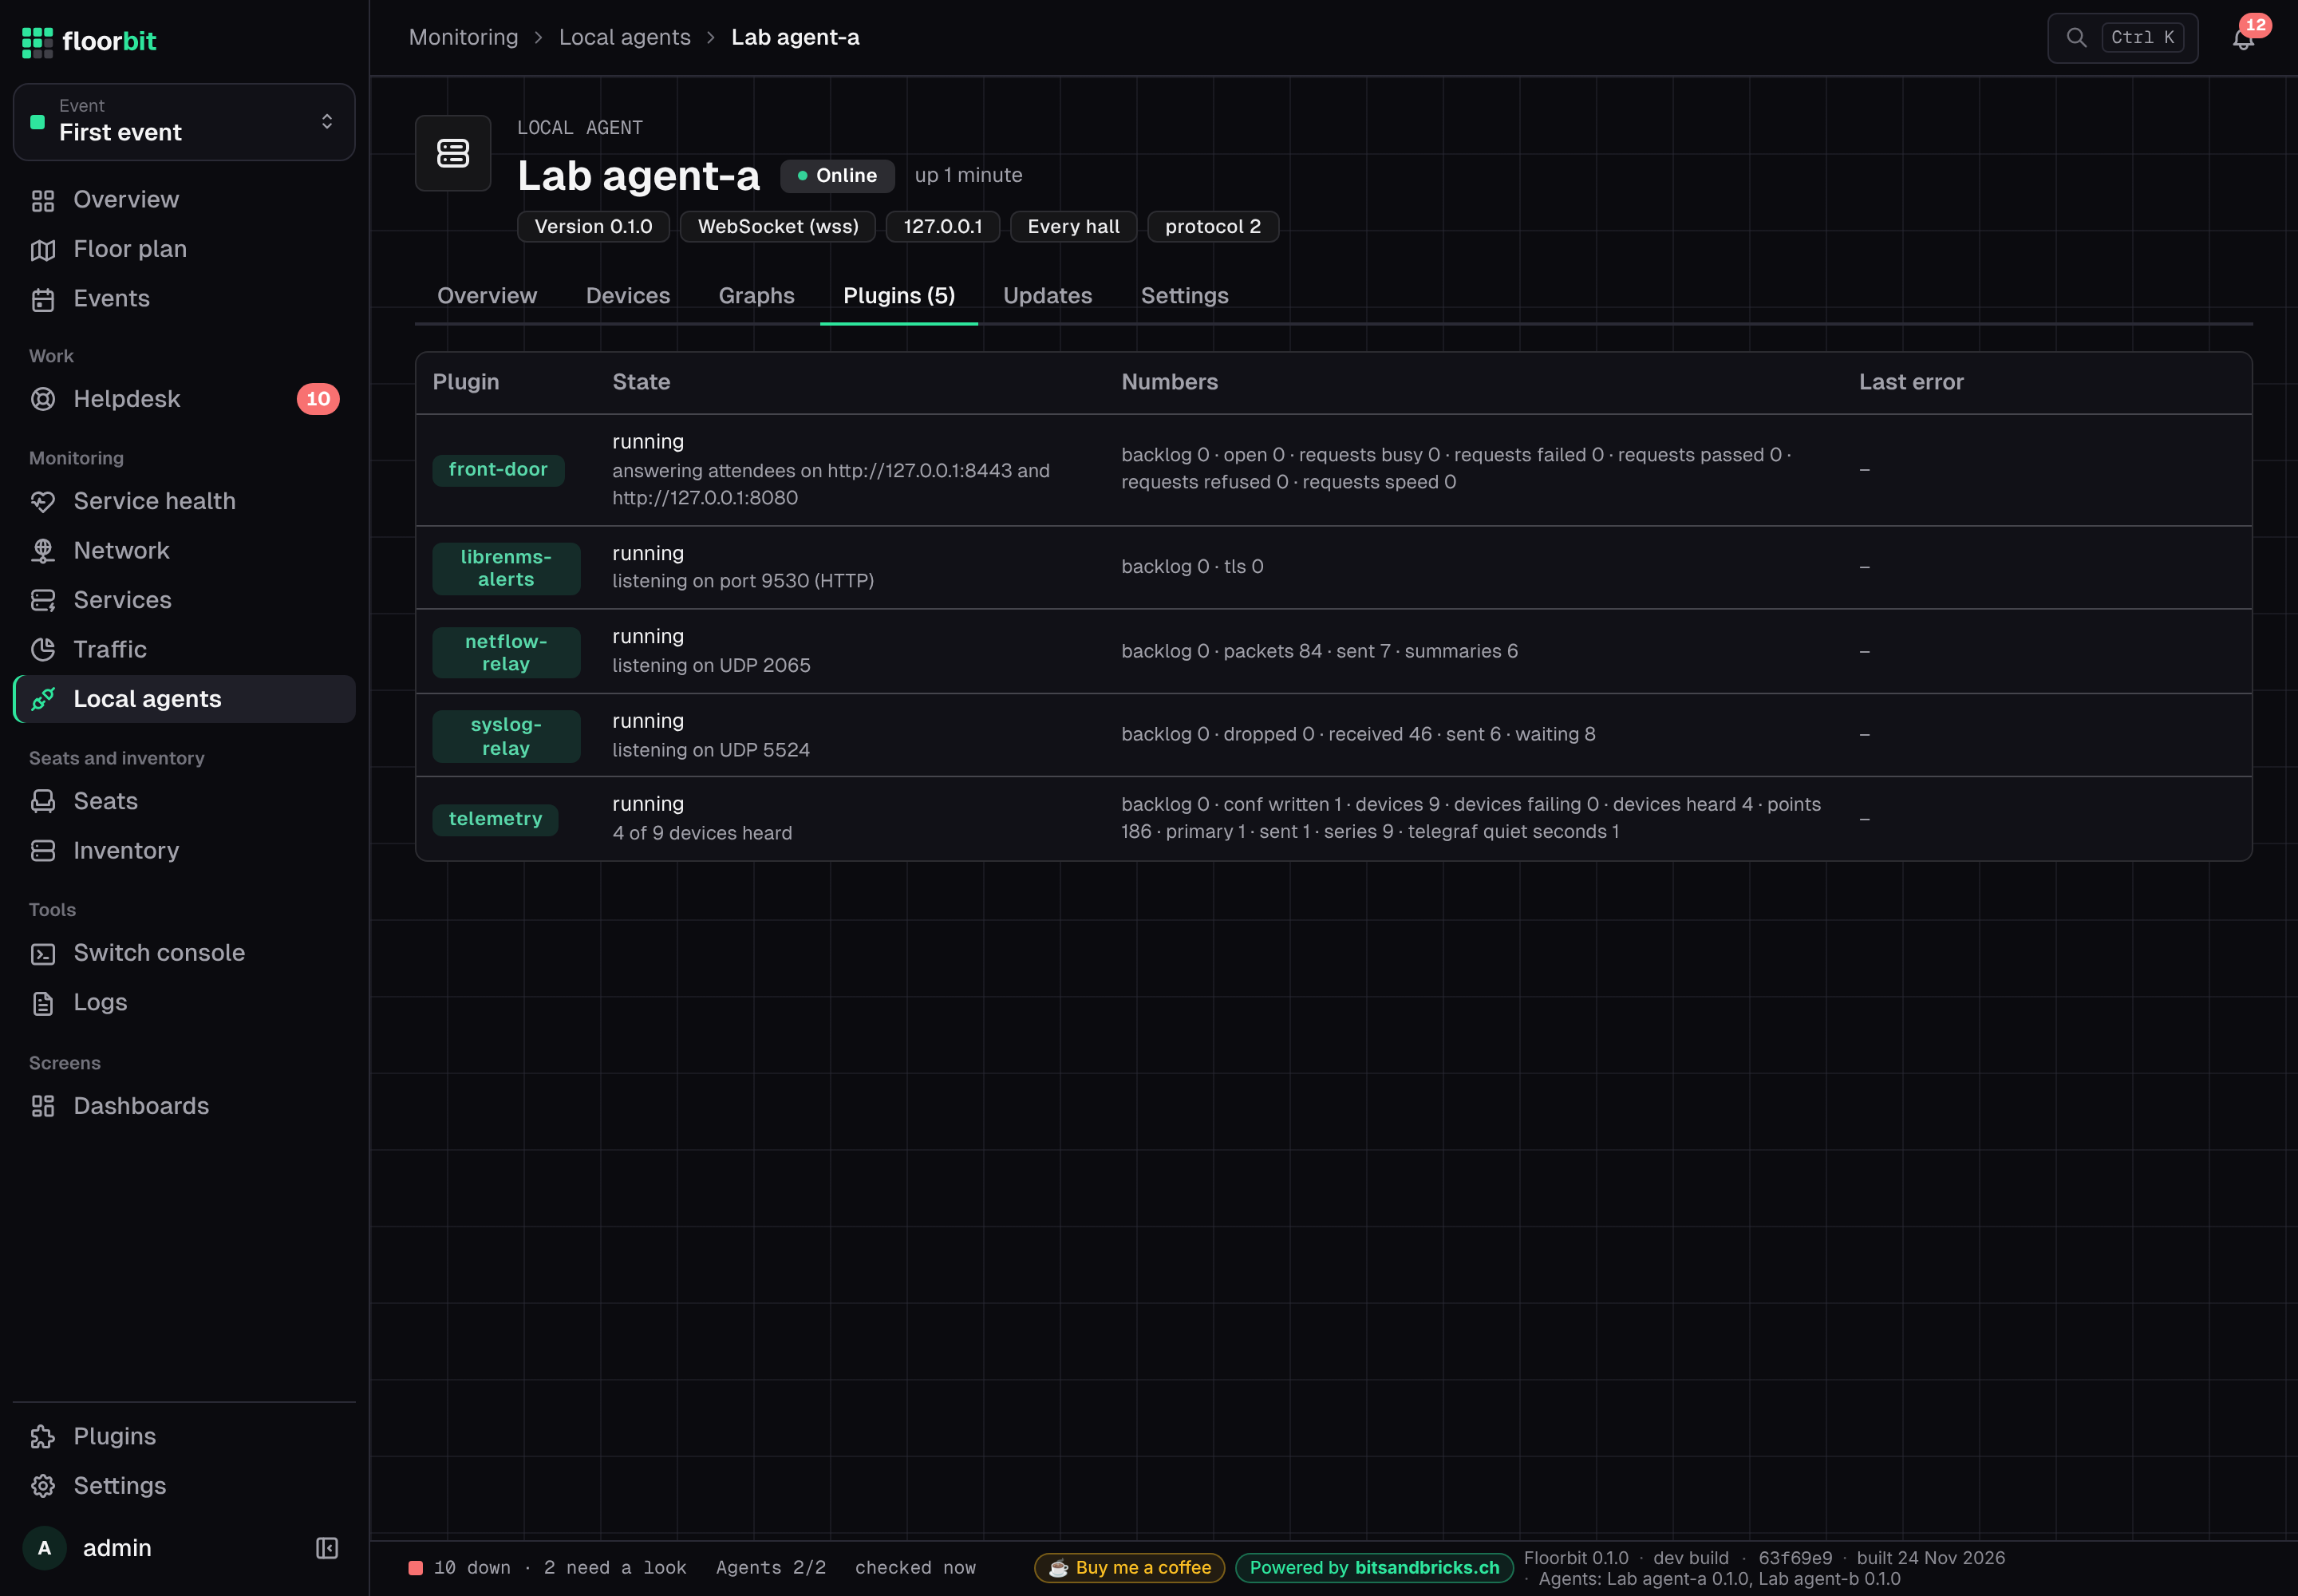 floorbit
Event
First event
Overview
Floor plan
Events
Work
Helpdesk 10
Monitoring
Service health
Network
Services
Traffic
Local agents
Seats and inventory
Seats
Inventory
Tools
Switch console
Logs
Screens
Dashboards
Plugins
Settings
A admin
Monitoring > Local agents > Lab agent-a
Ctrl K
12
LOCAL AGENT
Lab agent-a Online up 1 minute
Version 0.1.0 WebSocket (wss) 127.0.0.1 Every hall protocol 2
Overview Devices Graphs Plugins (5) Updates Settings
Plugin State Numbers Last error
front-door
running
answering attendees on http://127.0.0.1:8443 and
http://127.0.0.1:8080
backlog 0 · open 0 · requests busy 0 · requests failed 0 · requests passed 0 ·
requests refused 0 · requests speed 0
–
librenms-
alerts
running
listening on port 9530 (HTTP)
backlog 0 · tls 0
–
netflow-
relay
running
listening on UDP 2065
backlog 0 · packets 84 · sent 7 · summaries 6
–
syslog-
relay
running
listening on UDP 5524
backlog 0 · dropped 0 · received 46 · sent 6 · waiting 8
–
telemetry
running
4 of 9 devices heard
backlog 0 · conf written 1 · devices 9 · devices failing 0 · devices heard 4 · points
186 · primary 1 · sent 1 · series 9 · telegraf quiet seconds 1
–
10 down · 2 need a look Agents 2/2 checked now
☕ Buy me a coffee
Powered by bitsandbricks.ch
Floorbit 0.1.0 · dev build · 63f69e9 · built 24 Nov 2026
· Agents: Lab agent-a 0.1.0, Lab agent-b 0.1.0